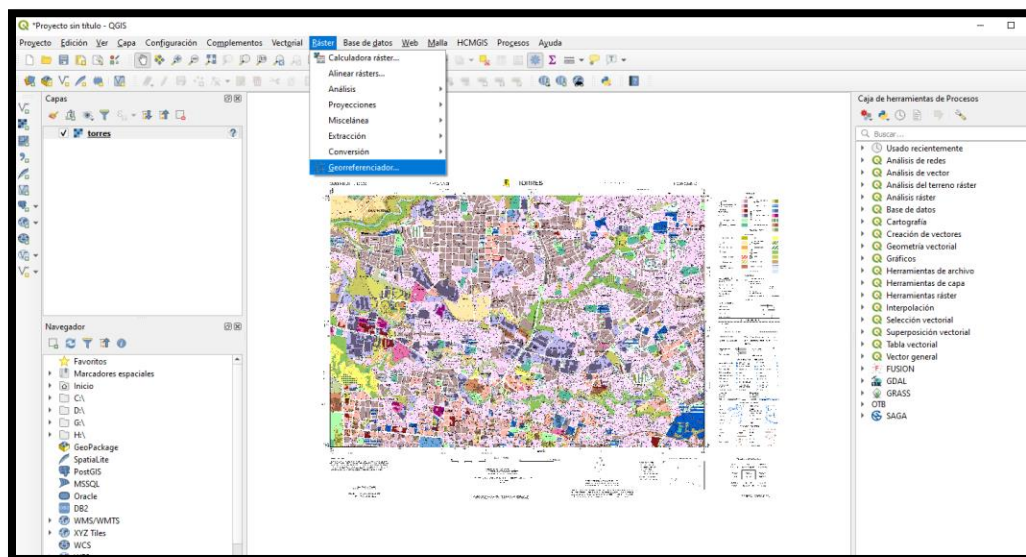 *Proyecto sin título - QGIS
Proyecto Edición Ver Capa Configuración Complementos Vectorial Ráster Base de datos Web Malla HCMGIS Procesos Ayuda
Calculadora ráster...
Alinear rásters...
Análisis
Proyecciones
Miscelánea
Extracción
Conversión
Georreferenciador...
Capas
torres
Navegador
Favoritos
Marcadores espaciales
Inicio
C:\
D:\
G:\
H:\
GeoPackage
SpatiaLite
PostGIS
MSSQL
Oracle
DB2
WMS/WMTS
XYZ Tiles
WCS
TORRES
Caja de herramientas de Procesos
Buscar...
Usado recientemente
Análisis de redes
Análisis de vector
Análisis del terreno ráster
Análisis ráster
Base de datos
Cartografía
Creación de vectores
Geometría vectorial
Gráficos
Herramientas de archivo
Herramientas de capa
Herramientas ráster
Interpolación
Selección vectorial
Superposición vectorial
Tabla vectorial
Vector general
FUSION
GDAL
GRASS
OTB
SAGA